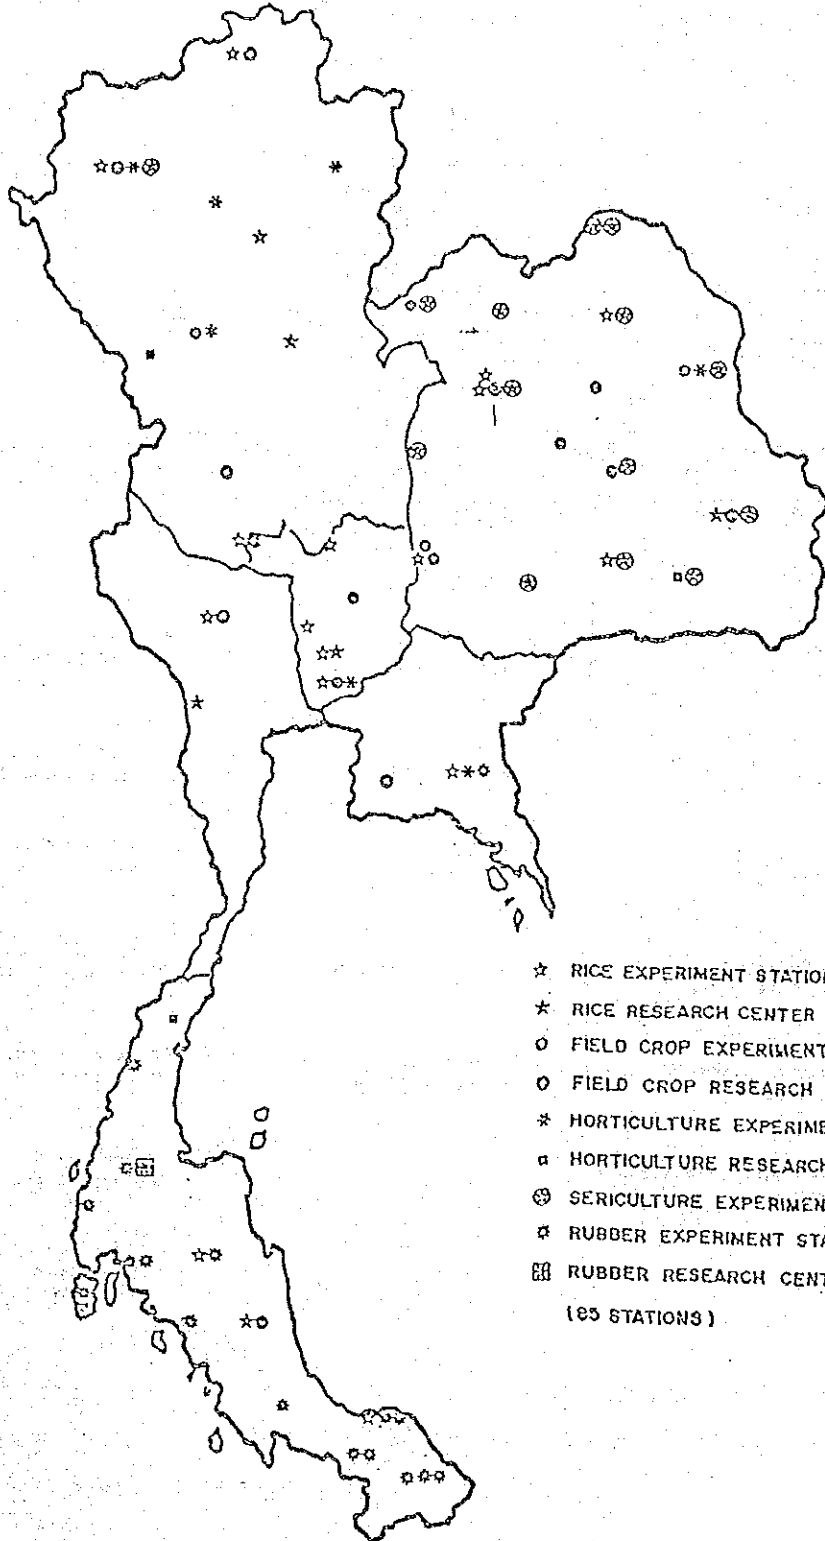 RICE EXPERIMENT STATION
RICE RESEARCH CENTER
FIELD CROP EXPERIMENT
FIELD CROP RESEARCH
HORTICULTURE EXPERIME
HORTICULTURE RESEARCH
SERICULTURE EXPERIMEN
RUBBER EXPERIMENT STA
RUBBER RESEARCH CENT
(85 STATIONS)